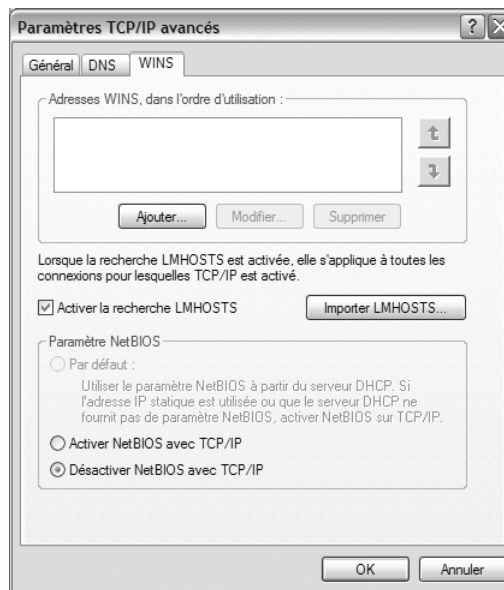 Paramètres TCP/IP avancés
Général DNS WINS
Adresses WINS, dans l'ordre d'utilisation :
Ajouter... Modifier... Supprimer
Lorsque la recherche LMHOSTS est activée, elle s'applique à toutes les
connexions pour lesquelles TCP/IP est activé.
Activer la recherche LMHOSTS Importer LMHOSTS...
Paramètre NetBIOS
Par défaut :
Utiliser le paramètre NetBIOS à partir du serveur DHCP. Si
l'adresse IP statique est utilisée ou que le serveur DHCP ne
fournit pas de paramètre NetBIOS, activer NetBIOS sur TCP/IP.
Activer NetBIOS avec TCP/IP
Désactiver NetBIOS avec TCP/IP
OK Annuler